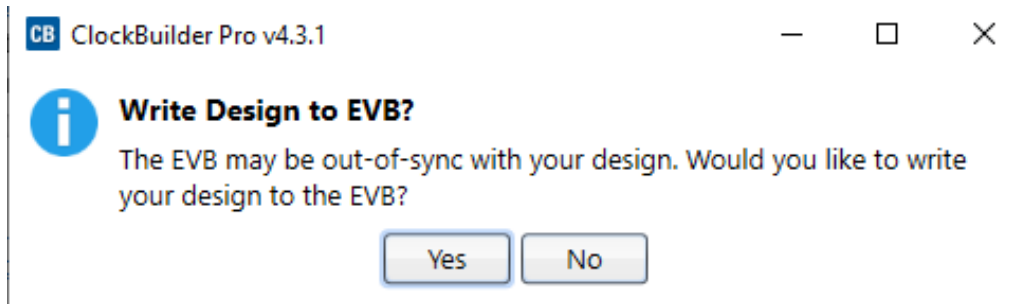 CB ClockBuilder Pro v4.3.1
Write Design to EVB?
The EVB may be out-of-sync with your design. Would you like to write
your design to the EVB?
Yes No